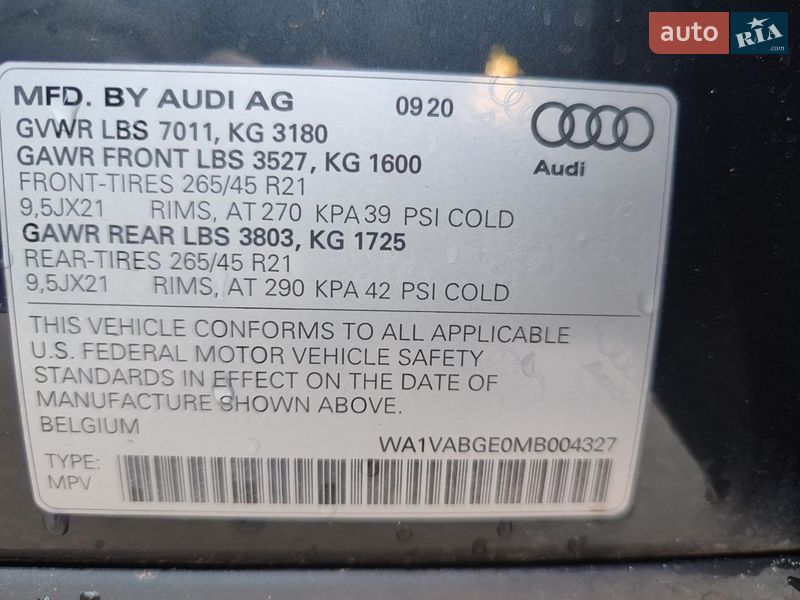 auto RIA
MFD. BY AUDI AG 0920
GVWR LBS 7011, KG 3180
GAWR FRONT LBS 3527, KG 1600
FRONT-TIRES 265/45 R21
9,5JX21 RIMS, AT 270 KPA 39 PSI COLD
GAWR REAR LBS 3803, KG 1725
REAR-TIRES 265/45 R21
9,5JX21 RIMS, AT 290 KPA 42 PSI COLD
Audi
THIS VEHICLE CONFORMS TO ALL APPLICABLE
U.S. FEDERAL MOTOR VEHICLE SAFETY
STANDARDS IN EFFECT ON THE DATE OF
MANUFACTURE SHOWN ABOVE.
BELGIUM
WA1VABGE0MB004327
TYPE:
MPV